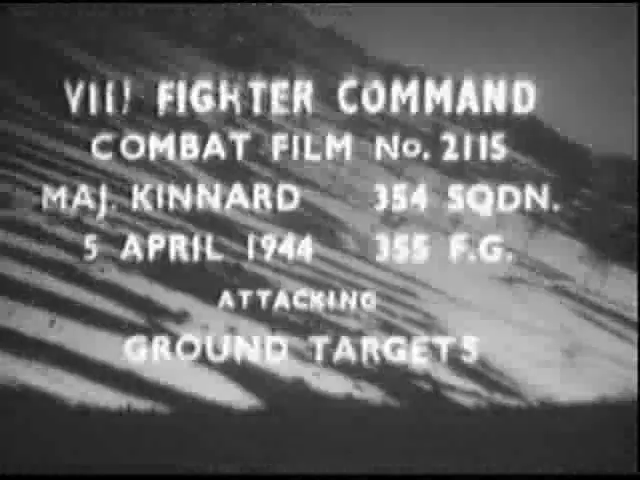 VIII FIGHTER COMMAND
COMBAT FILM No. 2115
MAJ. KINNARD 354 SQDN.
5 APRIL 1944 355 F.G.
ATTACKING
GROUND TARGETS